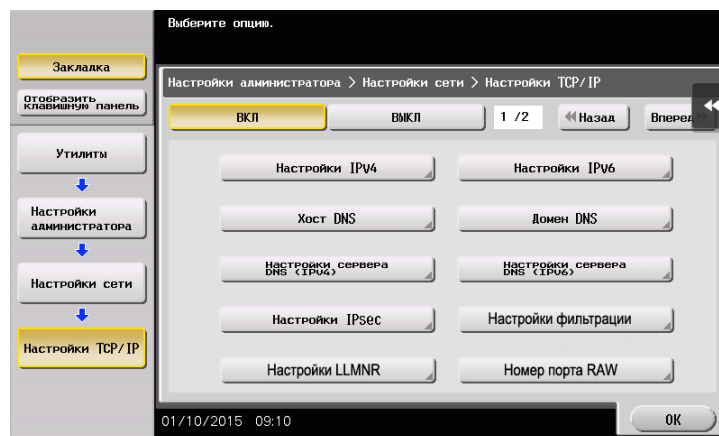 Выберите опцию.
Закладка
Отобразить
клавишную панель
Утилиты
Настройки
администратора
Настройки сети
Настройки TCP/IP
Настройки администратора > Настройки сети > Настройки TCP/IP
ВКЛ
ВЫКЛ
1 /2
Назад
Вперед
Настройки IPV4
Настройки IPV6
Хост DNS
Домен DNS
Настройки сервера
DNS (IPV4)
Настройки сервера
DNS (IPV6)
Настройки IPsec
Настройки фильтрации
Настройки LLMNR
Номер порта RAW
01/10/2015 09:10
OK